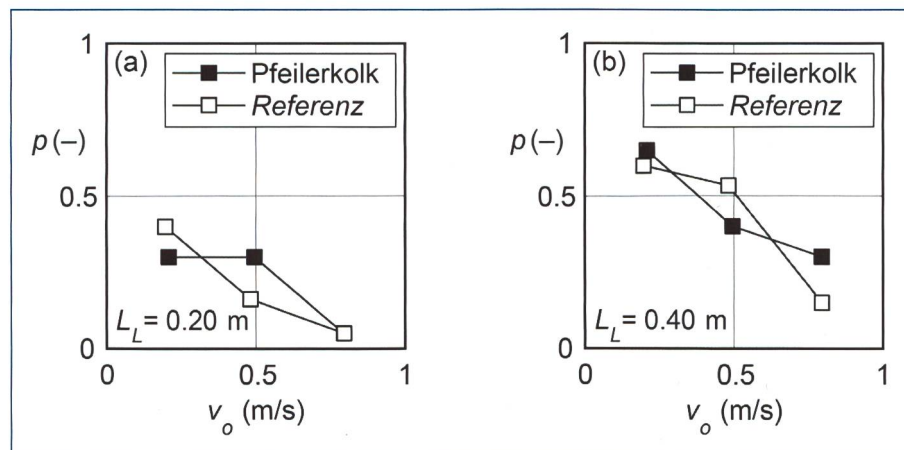 1
(a)
Pfeilerkolk
Referenz
p (–)
0.5
L_L = 0.20 m
0
0 0.5 1
v_o (m/s)
1
(b)
Pfeilerkolk
Referenz
p (–)
0.5
L_L = 0.40 m
0
0 0.5 1
v_o (m/s)